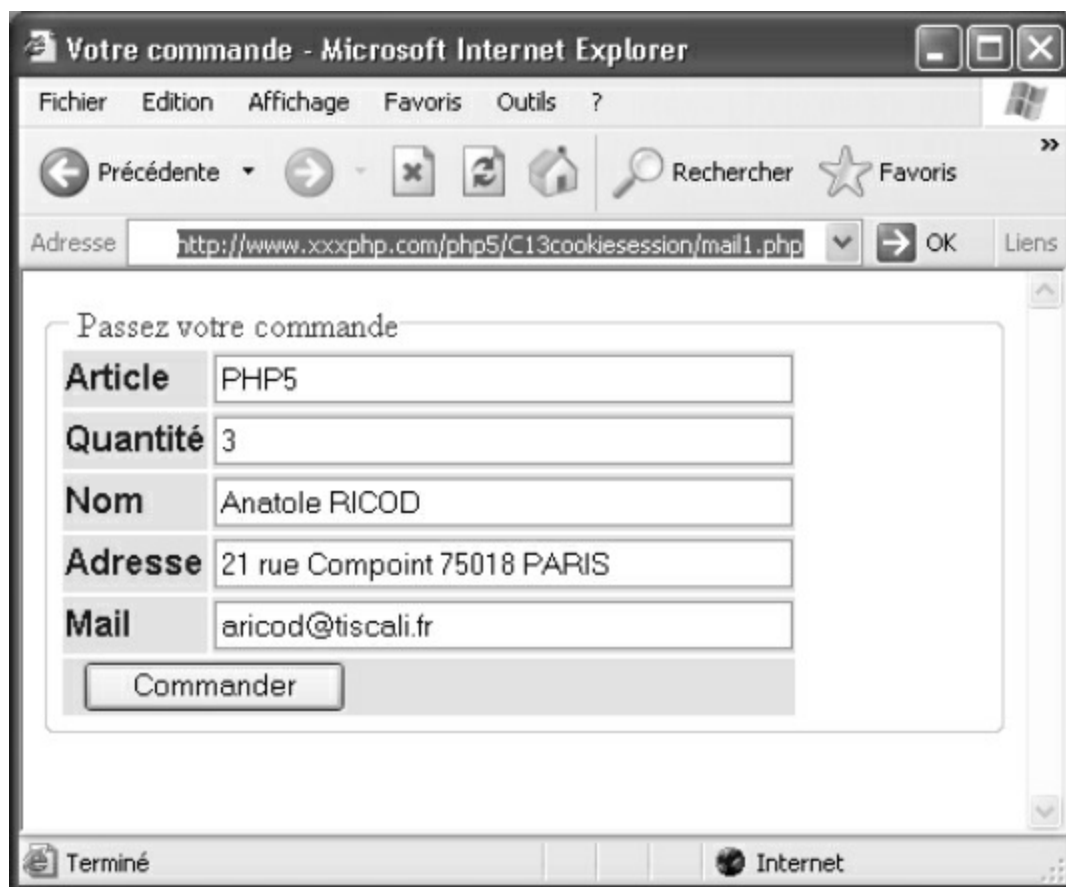 Votre commande - Microsoft Internet Explorer
Fichier Edition Affichage Favoris Outils ?
Précédente Rechercher Favoris »
Adresse http://www.xxxphp.com/php5/C13cookiesession/mail1.php OK Liens
Passez votre commande
Article PHP5
Quantité 3
Nom Anatole RICOD
Adresse 21 rue Compoint 75018 PARIS
Mail aricod@tiscali.fr
Commander
Terminé Internet